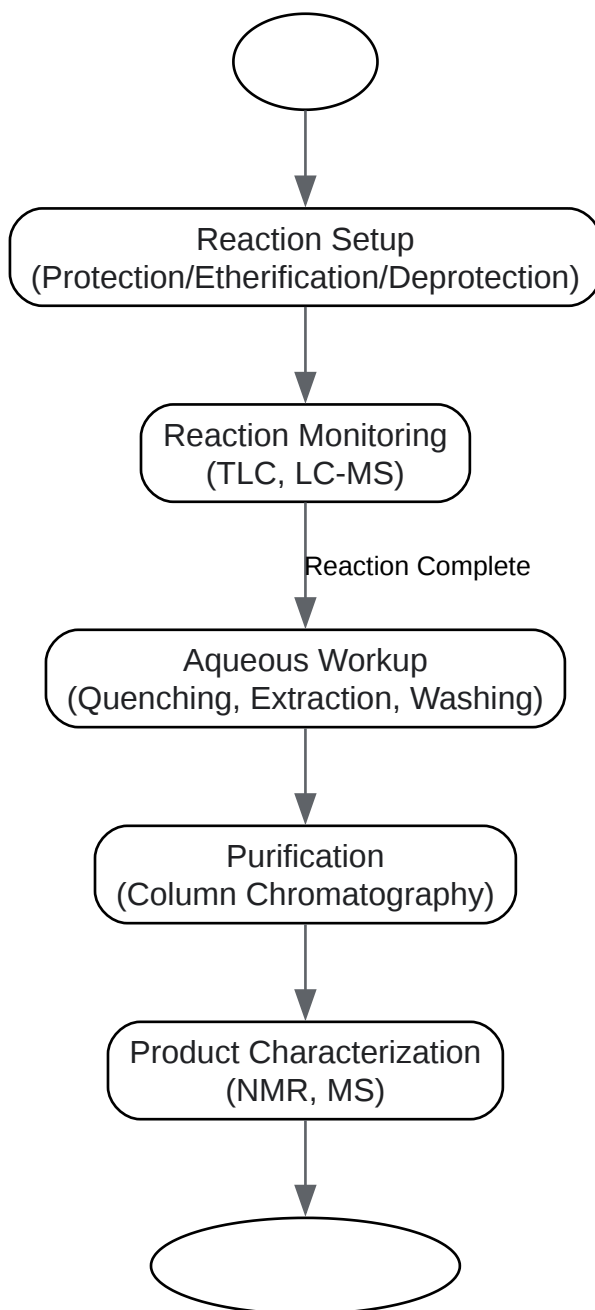 Reaction Setup
(Protection/Etherification/Deprotection)
Reaction Monitoring
(TLC, LC-MS)
Reaction Complete
Aqueous Workup
(Quenching, Extraction, Washing)
Purification
(Column Chromatography)
Product Characterization
(NMR, MS)